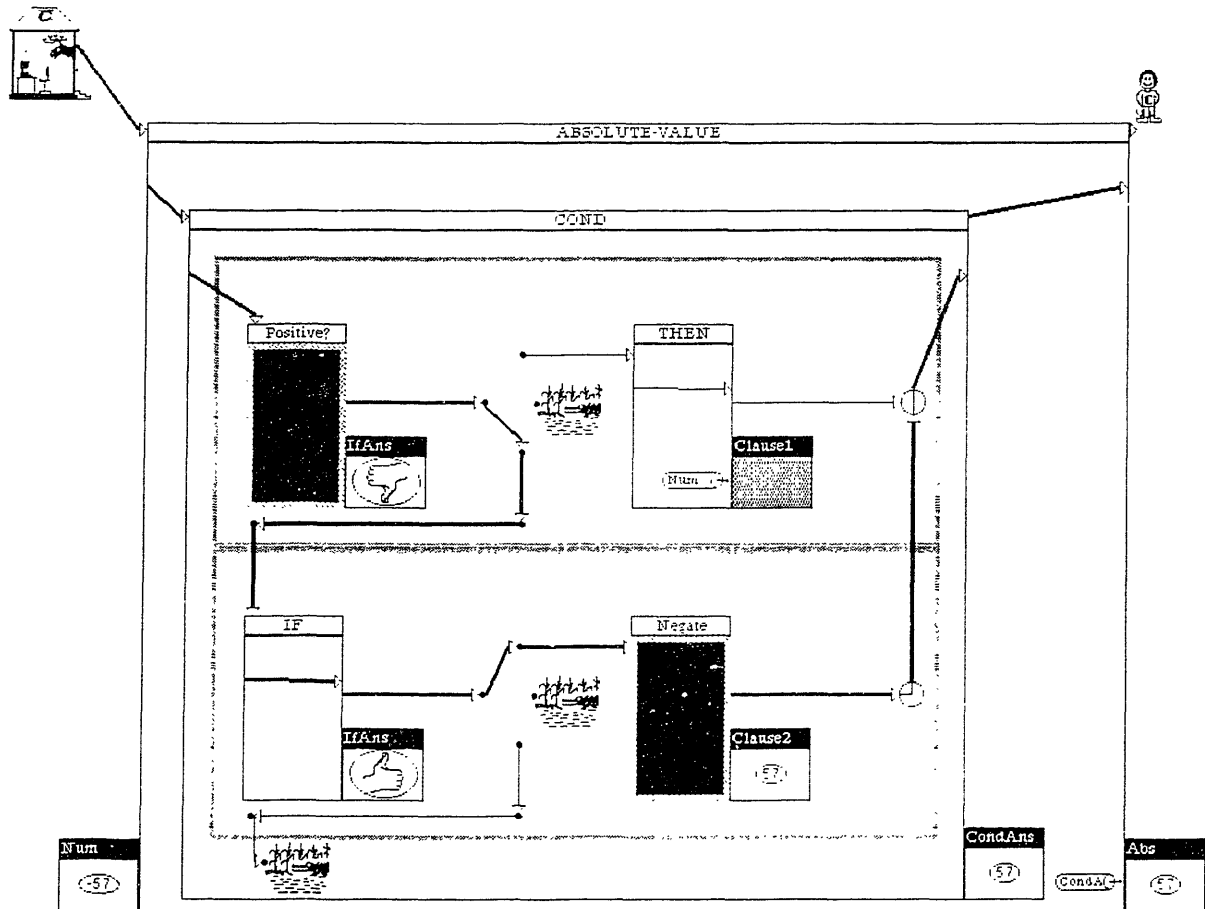 C
ABSOLUTE-VALUE
COND
Positive?
THEN
IfAns
Clause1
Num
IF
Negate
IfAns
Clause2
57
Num
-57
CondAns
57
CondA
Abs
57